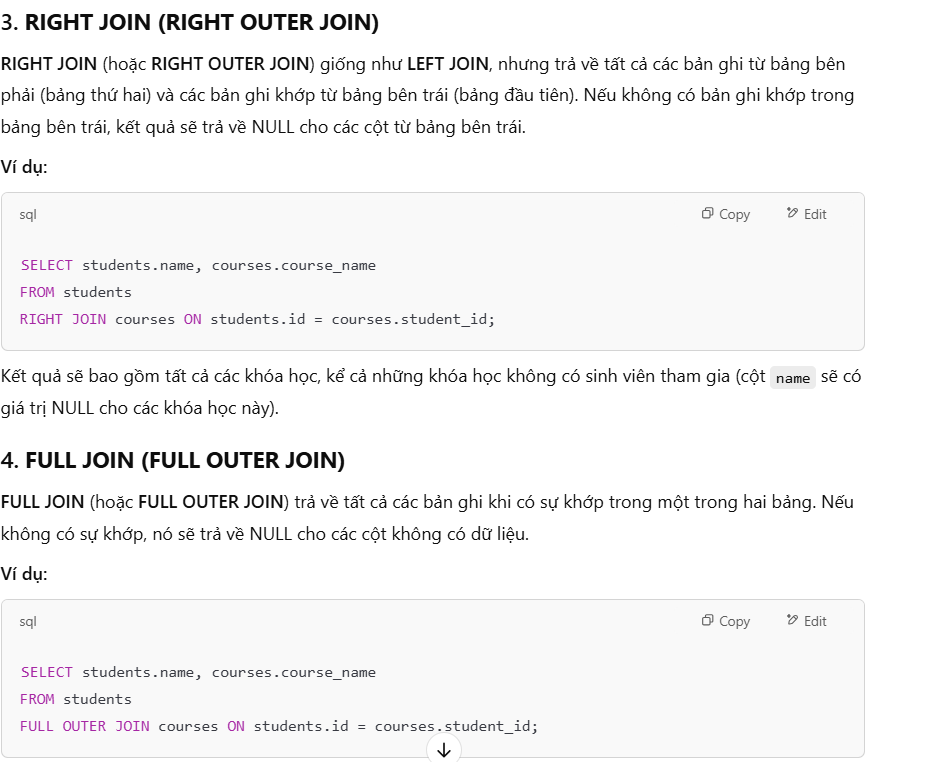 3. RIGHT JOIN (RIGHT OUTER JOIN)
RIGHT JOIN (hoặc RIGHT OUTER JOIN) giống như LEFT JOIN, nhưng trả về tất cả các bản ghi từ bảng bên
phải (bảng thứ hai) và các bản ghi khớp từ bảng bên trái (bảng đầu tiên). Nếu không có bản ghi khớp trong
bảng bên trái, kết quả sẽ trả về NULL cho các cột từ bảng bên trái.
Ví dụ:
sql Copy Edit
SELECT students.name, courses.course_name
FROM students
RIGHT JOIN courses ON students.id = courses.student_id;
Kết quả sẽ bao gồm tất cả các khóa học, kể cả những khóa học không có sinh viên tham gia (cột name sẽ có
giá trị NULL cho các khóa học này).
4. FULL JOIN (FULL OUTER JOIN)
FULL JOIN (hoặc FULL OUTER JOIN) trả về tất cả các bản ghi khi có sự khớp trong một trong hai bảng. Nếu
không có sự khớp, nó sẽ trả về NULL cho các cột không có dữ liệu.
Ví dụ:
sql Copy Edit
SELECT students.name, courses.course_name
FROM students
FULL OUTER JOIN courses ON students.id = courses.student_id;